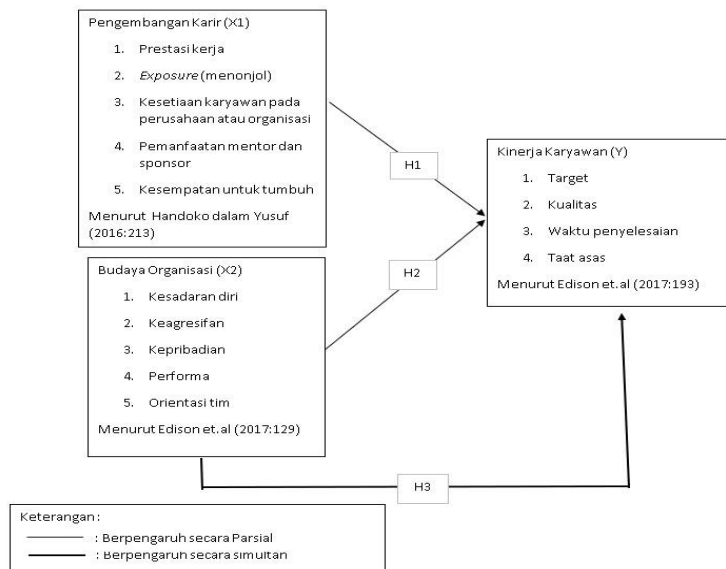 Pengembangan Karir (X1)
1. Prestasi kerja
2. Exposure (menonjol)
3. Kesetiaan karyawan pada
perusahaan atau organisasi
4. Pemanfaatan mentor dan
sponsor
5. Kesempatan untuk tumbuh
Menurut Handoko dalam Yusuf
(2016:213)
H1
Kinerja Karyawan (Y)
1. Target
2. Kualitas
3. Waktu penyelesaian
4. Taat asas
Menurut Edison et.al (2017:193)
Budaya Organisasi (X2)
1. Kesadaran diri
2. Keagresifan
3. Kepribadian
4. Performa
5. Orientasi tim
Menurut Edison et.al (2017:129)
H2
H3
Keterangan :
: Berpengaruh secara Parsial
: Berpengaruh secara simultan